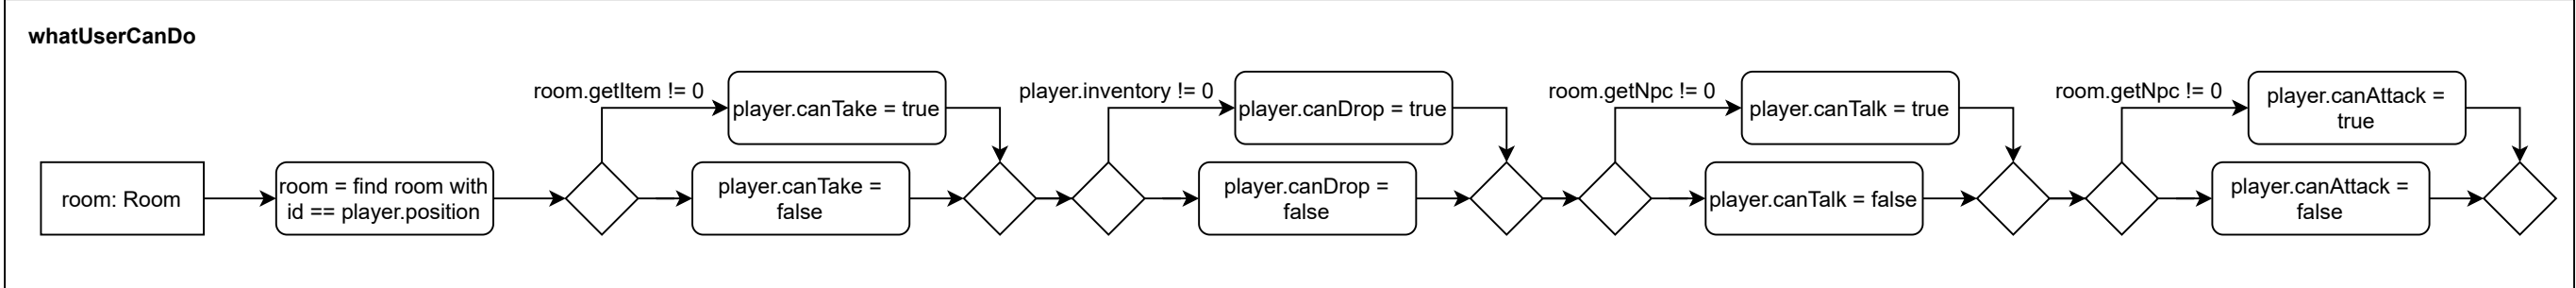 whatUserCanDo
room: Room
room = find room with
id == player.position
room.getItem != 0
player.canTake = true
player.canTake =
false
player.inventory != 0
player.canDrop = true
player.canDrop =
false
room.getNpc != 0
player.canTalk = true
player.canTalk = false
room.getNpc != 0
player.canAttack =
true
player.canAttack =
false